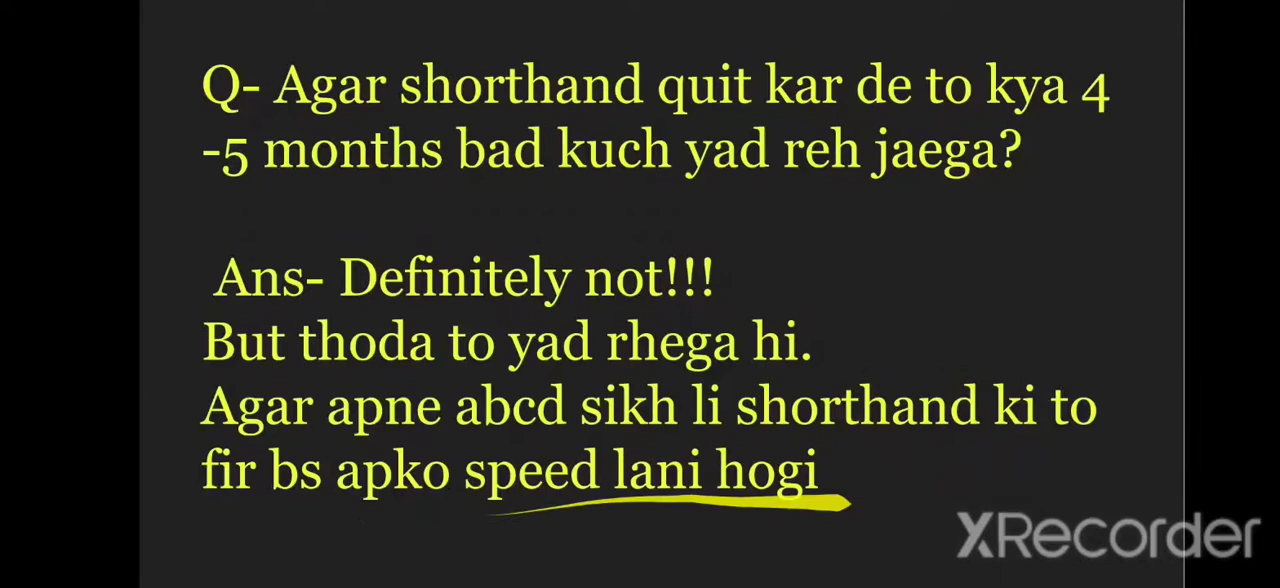 Q- Agar shorthand quit kar de to kya 4
-5 months bad kuch yad reh jaega?
Ans- Definitely not!!!
But thoda to yad rhega hi.
Agar apne abcd sikh li shorthand ki to
fir bs apko speed lani hogi
XRecorder